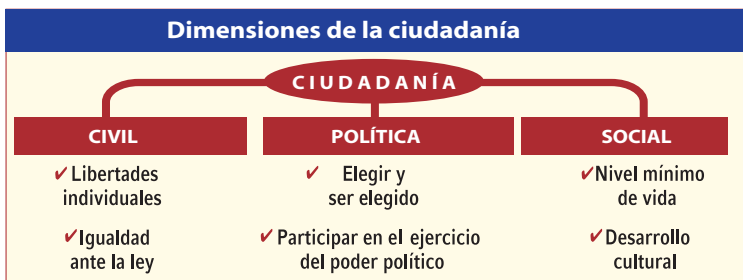 Dimensiones de la ciudadanía
CIUDADANÍA
CIVIL
✔Libertades
individuales
✔Igualdad
ante la ley
POLÍTICA
✔ Elegir y
ser elegido
✔Participar en el ejercicio
del poder político
SOCIAL
✔Nivel mínimo
de vida
✔Desarrollo
cultural